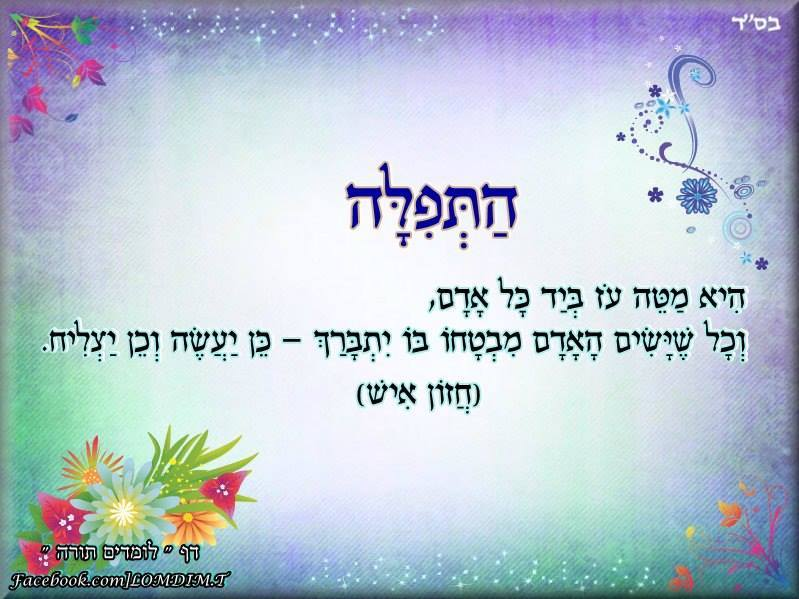 בס"ד
הַתְּפִלָּה
הִיא מַטֵּה עֹז בְּיַד כָּל אָדָם,
וְכָל שֶׁיָּשִׂים הָאָדָם מִבְטָחוֹ בּוֹ יִתְבָּרַךְ – כֵּן יַעֲשֶׂה וְכֵן יַצְלִיחַ.
(חֲזוֹן אִישׁ)
דף " לומדים תורה "
Facebook.com]LOMDIM.T